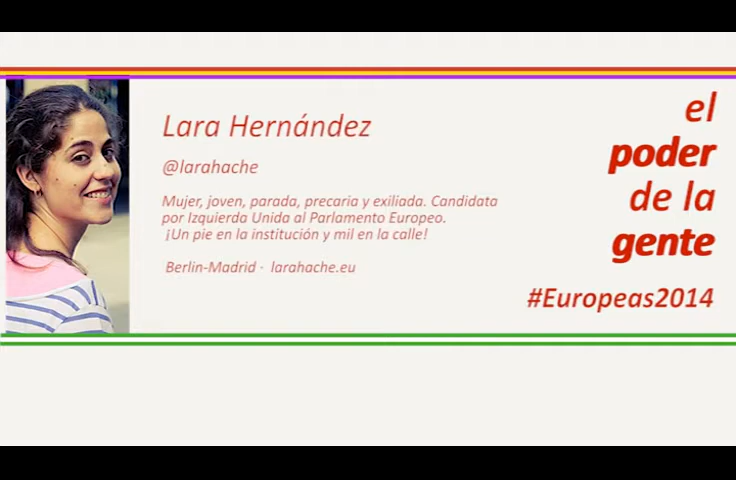 Lara Hernández
@larahache
Mujer, joven, parada, precaria y exiliada. Candidata
por Izquierda Unida al Parlamento Europeo.
¡Un pie en la institución y mil en la calle!
Berlin-Madrid · larahache.eu
el
poder
de la
gente
#Europeas2014